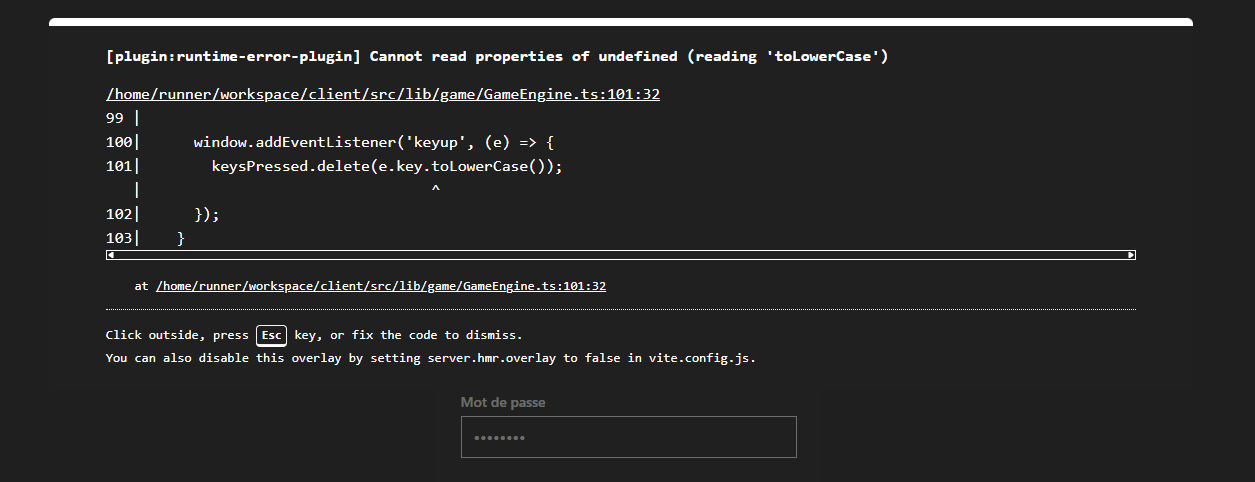 [plugin:runtime-error-plugin] Cannot read properties of undefined (reading 'toLowerCase')
/home/runner/workspace/client/src/lib/game/GameEngine.ts:101:32
99 |
100|      window.addEventListener('keyup', (e) => {
101|        keysPressed.delete(e.key.toLowerCase());
   |                                 ^
102|      });
103|    }
at /home/runner/workspace/client/src/lib/game/GameEngine.ts:101:32
Click outside, press Esc key, or fix the code to dismiss.
You can also disable this overlay by setting server.hmr.overlay to false in vite.config.js.
Mot de passe
••••••••